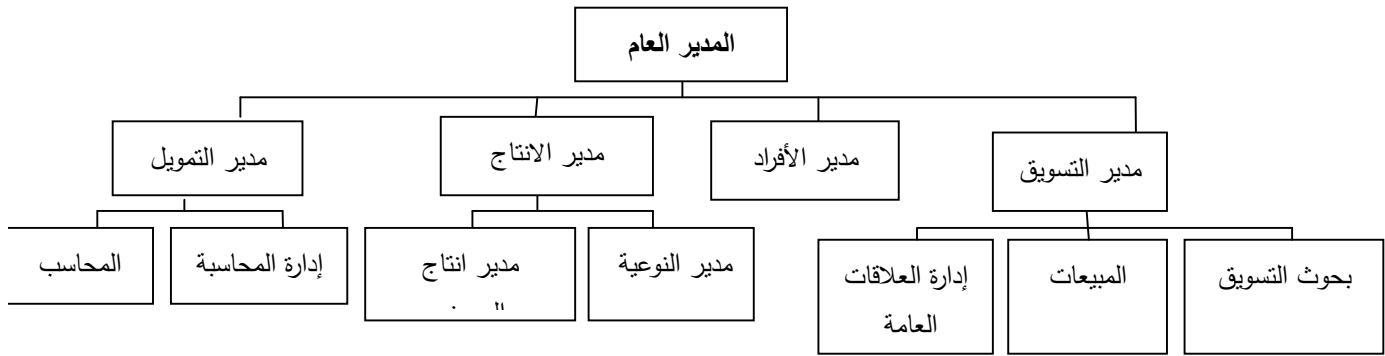 المدير العام
مدير التسويق
مدير الأفراد
مدير الانتاج
مدير التمويل
بحوث التسويق
المبيعات
إدارة العلاقات
العامة
مدير النوعية
مدير انتاج
إدارة المحاسبة
المحاسب